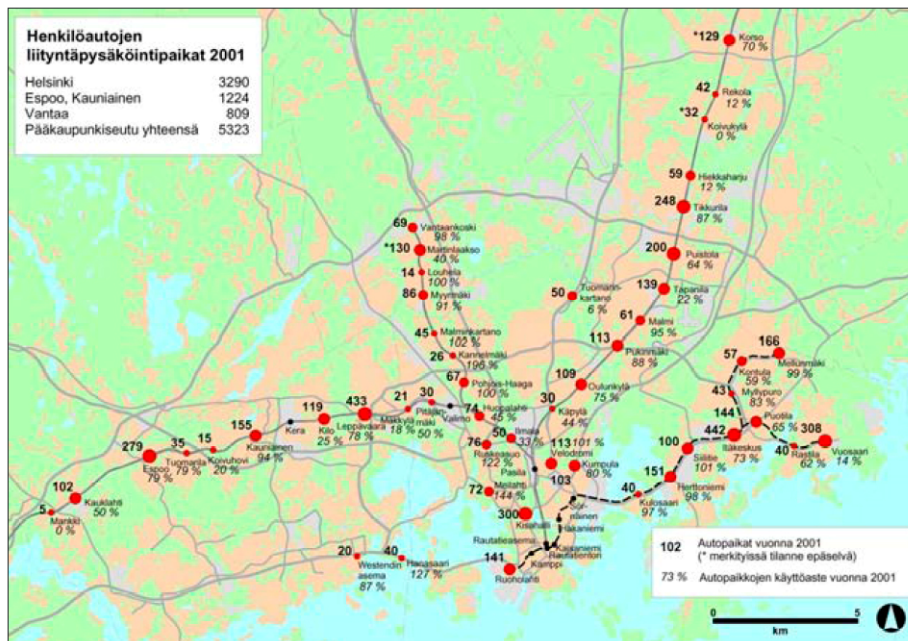 Henkilöautojen
liityntäpysäköintipaikat 2001
Helsinki 3290
Espoo, Kauniainen 1224
Vantaa 809
Pääkaupunkiseutu yhteensä 5323
*129 Korso
70 %
42 Rekola
12 %
*32 Koivukylä
0 %
59 Hiekkaharju
12 %
248 Tikkurila
87 %
200 Puistola
64 %
139 Tapanila
22 %
61 Malmi
95 %
113 Pukinmäki
88 %
109 Oulunkylä
75 %
30 Käpylä
44 %
50 Tuomarin-
kartano
6 %
69 Vantaankoski
98 %
*130 Martinlaakso
40 %
14 Louhela
100 %
86 Myyrmäki
91 %
45 Malminkartano
102 %
26 Kannelmäki
196 %
67 Pohjois-Haaga
100 %
74 Huopalahti
45 %
50 Ilmala
33 %
76 Ruskeasuo
122 %
Pasila
72 Meilahti
144 %
300 Kisahalli
113 101 %
Velodromi
103 Kumpula
80 %
Valimo
30 Pitäjän-
mäki
50 %
21 Mäkkylä
18 %
433 Leppävaara
78 %
119 Kilo
25 %
Kera
155 Kauniainen
94 %
15 Koivuhovi
20 %
35 Tuomarila
79 %
279 Espoo
79 %
102 Kauklahti
50 %
5 Mankki
0 %
20 Westendin
asema
87 %
40 Hanasaari
127 %
141 Ruoholahti
Kamppi
Rautatieasema
Rautatientori
Kaisaniemi
Hakaniemi
Sör-
näinen
40 Kulosaari
97 %
151 Herttoniemi
98 %
100 Siilitie
101 %
442 Itäkeskus
73 %
144 Puotila
65 %
43 Myllypuro
83 %
57 Kontula
59 %
166 Mellunmäki
99 %
40 Rastila
62 %
308 Vuosaari
14 %
102 Autopaikat vuonna 2001
(* merkityissä tilanne epäselvä)
73 % Autopaikkojen käyttöaste vuonna 2001
0 5
km